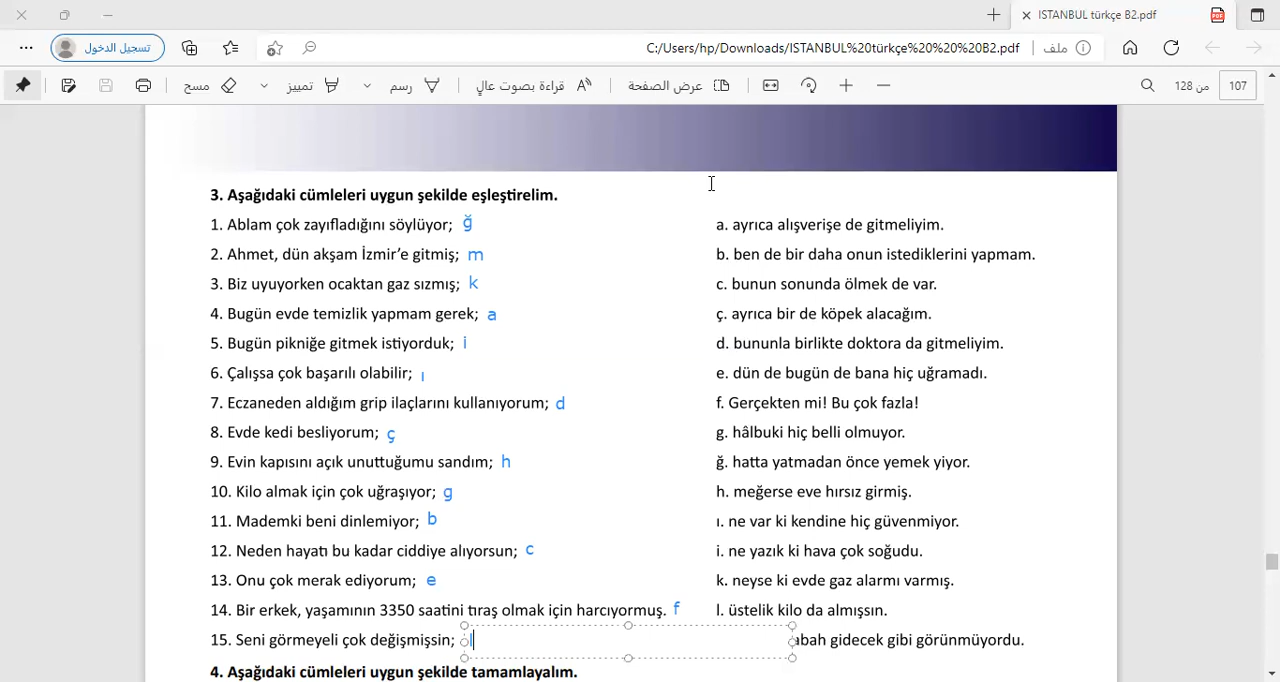 ISTANBUL türkçe B2.pdf
تسجيل الدخول
C:/Users/hp/Downloads/ISTANBUL%20türkçe%20%20%20B2.pdf
ملف
مسح
تمييز
رسم
قراءة بصوت عالٍ
عرض الصفحة
من 128
107
3. Aşağıdaki cümleleri uygun şekilde eşleştirelim.
1. Ablam çok zayıfladığını söylüyor; ğ
a. ayrıca alışverişe de gitmeliyim.
2. Ahmet, dün akşam İzmir’e gitmiş; m
b. ben de bir daha onun istediklerini yapmam.
3. Biz uyuyorken ocaktan gaz sızmış; k
c. bunun sonunda ölmek de var.
4. Bugün evde temizlik yapmam gerek; a
ç. ayrıca bir de köpek alacağım.
5. Bugün pikniğe gitmek istiyorduk; i
d. bununla birlikte doktora da gitmeliyim.
6. Çalışsa çok başarılı olabilir; ı
e. dün de bugün de bana hiç uğramadı.
7. Eczaneden aldığım grip ilaçlarını kullanıyorum; d
f. Gerçekten mi! Bu çok fazla!
8. Evde kedi besliyorum; ç
g. hâlbuki hiç belli olmuyor.
9. Evin kapısını açık unuttuğumu sandım; h
ğ. hatta yatmadan önce yemek yiyor.
10. Kilo almak için çok uğraşıyor; g
h. meğerse eve hırsız girmiş.
11. Mademki beni dinlemiyor; b
ı. ne var ki kendine hiç güvenmiyor.
12. Neden hayatı bu kadar ciddiye alıyorsun; c
i. ne yazık ki hava çok soğudu.
13. Onu çok merak ediyorum; e
k. neyse ki evde gaz alarmı varmış.
14. Bir erkek, yaşamının 3350 saatini tıraş olmak için harcıyormuş. f
l. üstelik kilo da almışsın.
15. Seni görmeyeli çok değişmişsin; l
abah gidecek gibi görünmüyordu.
4. Aşağıdaki cümleleri uygun şekilde tamamlayalım.